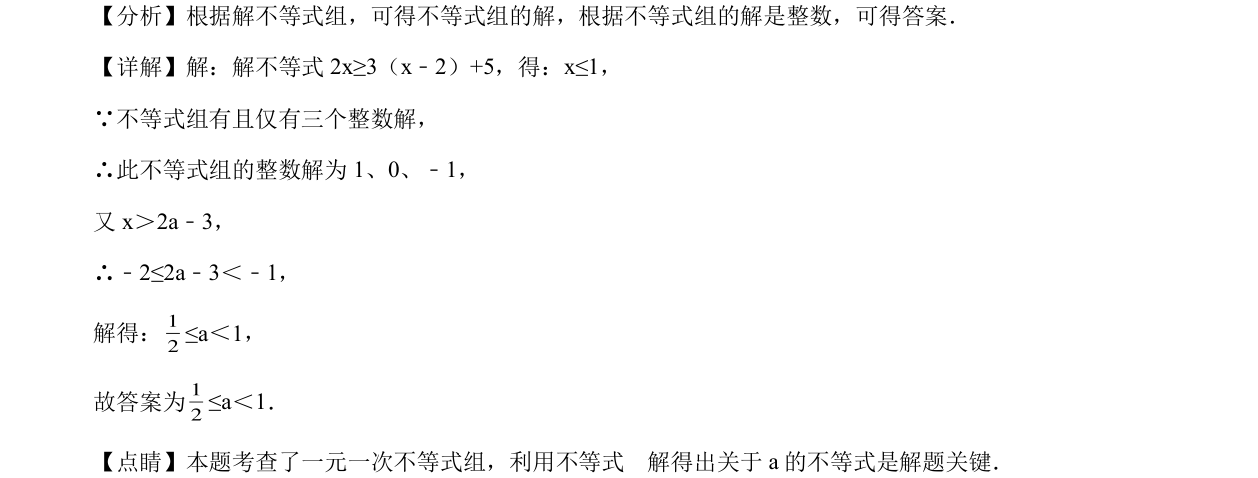 【分析】根据解不等式组，可得不等式组的解，根据不等式组的解是整数，可得答案．
【详解】解：解不等式 2x≥3（x﹣2）+5，得：x≤1，
∵不等式组有且仅有三个整数解，
∴此不等式组的整数解为 1、0、﹣1，
又 x＞2a﹣3，
∴﹣2≤2a﹣3＜﹣1，
解得：1/2≤a＜1，
故答案为1/2≤a＜1．
【点睛】本题考查了一元一次不等式组，利用不等式　解得出关于 a 的不等式是解题关键．